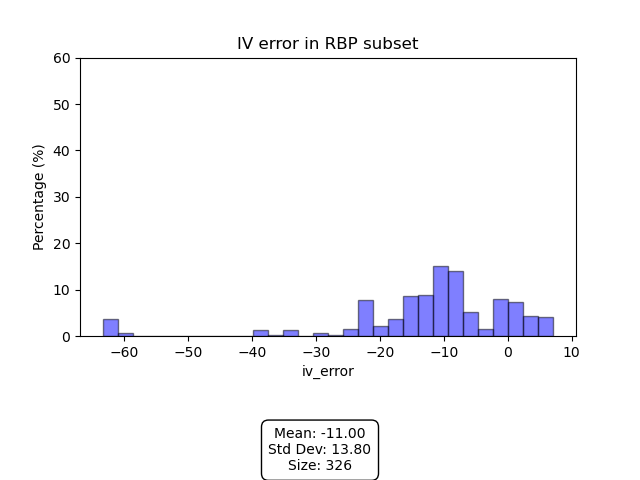 IV error in RBP subset
60
50
40
30
20
10
0
Percentage (%)
−60 −50 −40 −30 −20 −10 0 10
iv_error
Mean: -11.00
Std Dev: 13.80
Size: 326